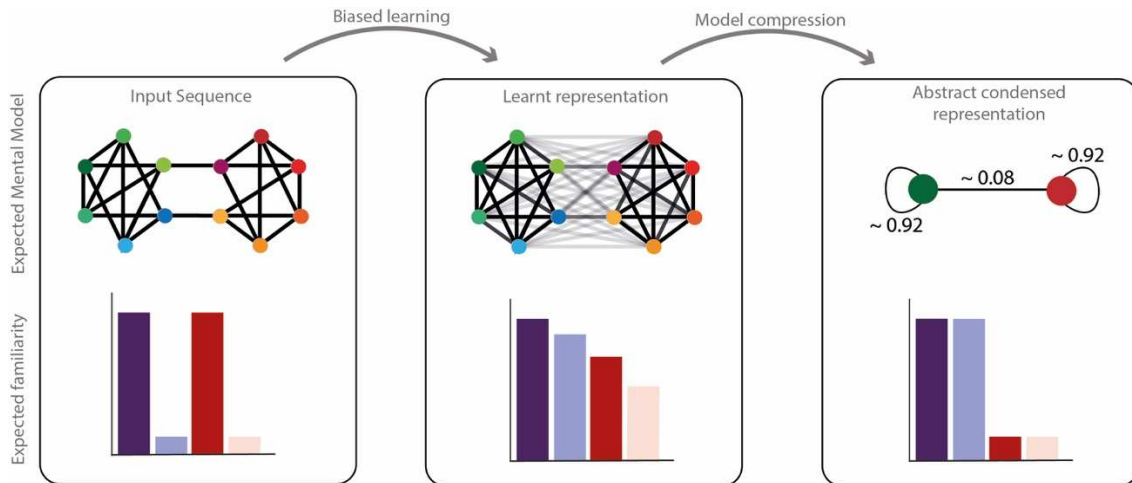 Biased learning
Model compression
Expected Mental Model
Input Sequence
Learnt representation
Abstract condensed
representation
~ 0.92
~ 0.08
~ 0.92
Expected familiarity